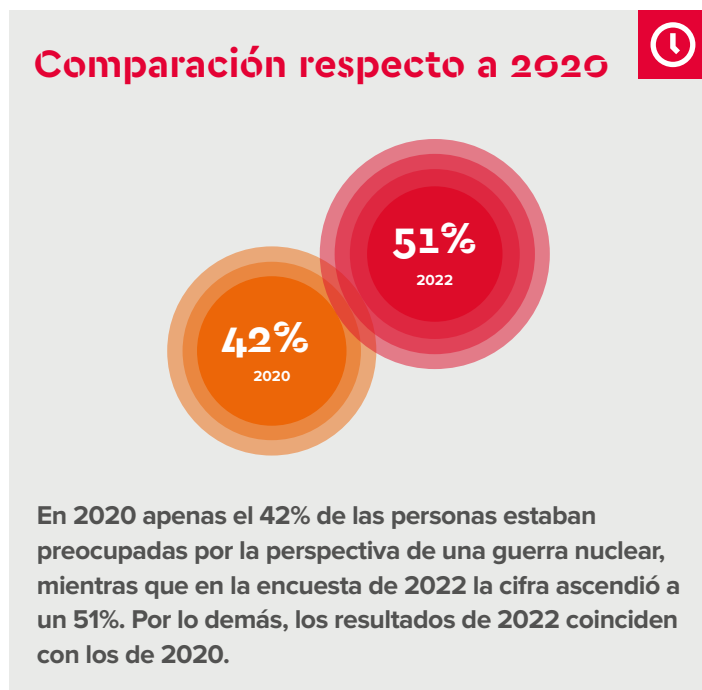 Comparación respecto a 2020
51%
2022
42%
2020
En 2020 apenas el 42% de las personas estaban
preocupadas por la perspectiva de una guerra nuclear,
mientras que en la encuesta de 2022 la cifra ascendió a
un 51%. Por lo demás, los resultados de 2022 coinciden
con los de 2020.